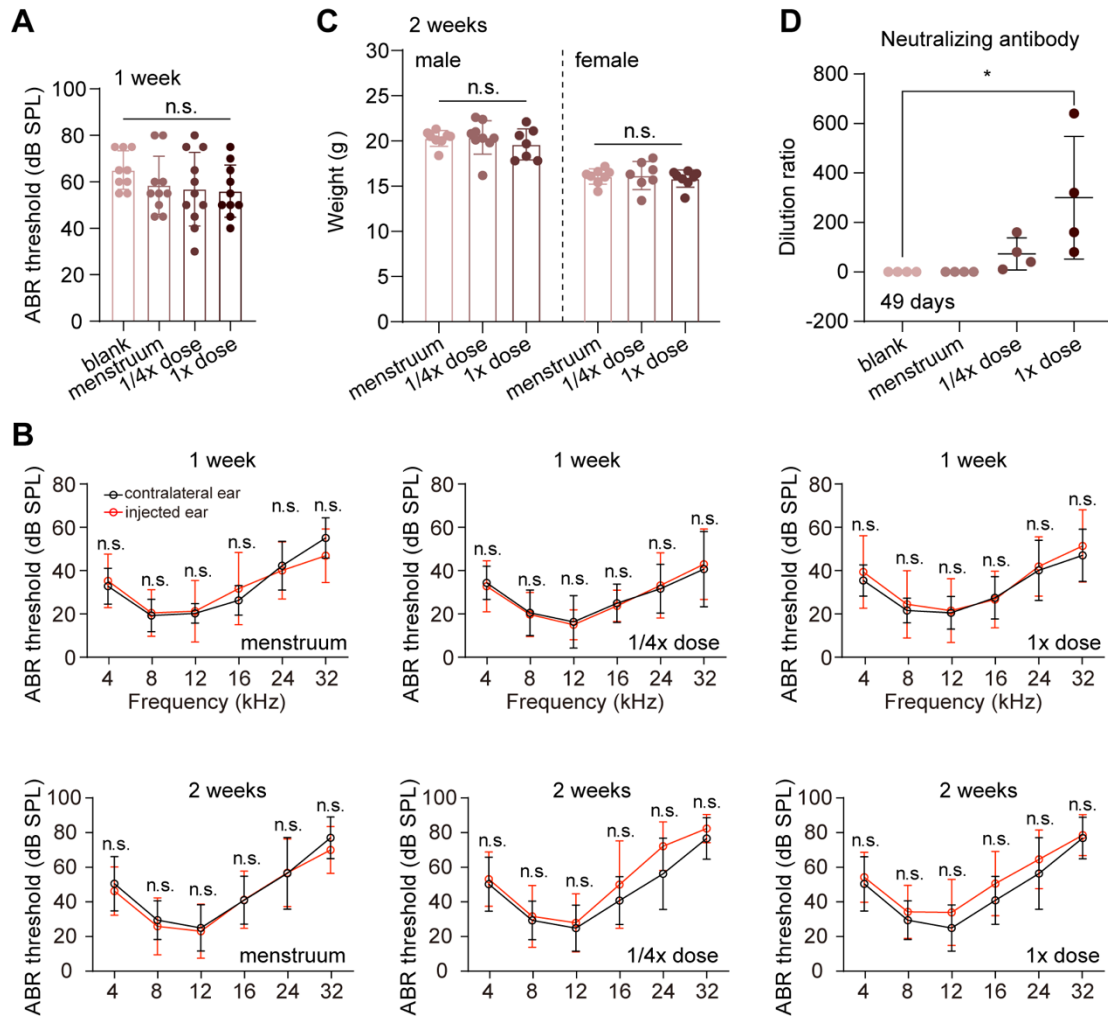 A
1 week
ABR threshold (dB SPL)
100
80
60
40
20
0
n.s.
blank
menstruum
1/4x dose
1x dose
C
2 weeks
male
female
Weight (g)
30
25
20
15
10
5
0
n.s.
n.s.
menstruum
1/4x dose
1x dose
menstruum
1/4x dose
1x dose
D
Neutralizing antibody
Dilution ratio
800
600
400
200
0
-200
*
49 days
blank
menstruum
1/4x dose
1x dose
B
1 week
ABR threshold (dB SPL)
80
60
40
20
0
contralateral ear
injected ear
n.s.
n.s.
n.s.
n.s.
n.s.
n.s.
menstruum
4 8 12 16 24 32
Frequency (kHz)
1 week
ABR threshold (dB SPL)
80
60
40
20
0
n.s.
n.s.
n.s.
n.s.
n.s.
n.s.
1/4x dose
4 8 12 16 24 32
Frequency (kHz)
1 week
ABR threshold (dB SPL)
80
60
40
20
0
n.s.
n.s.
n.s.
n.s.
n.s.
n.s.
1x dose
4 8 12 16 24 32
Frequency (kHz)
2 weeks
ABR threshold (dB SPL)
100
80
60
40
20
0
n.s.
n.s.
n.s.
n.s.
n.s.
n.s.
menstruum
4 8 12 16 24 32
2 weeks
ABR threshold (dB SPL)
100
80
60
40
20
0
n.s.
n.s.
n.s.
n.s.
n.s.
n.s.
1/4x dose
4 8 12 16 24 32
2 weeks
ABR threshold (dB SPL)
100
80
60
40
20
0
n.s.
n.s.
n.s.
n.s.
n.s.
n.s.
1x dose
4 8 12 16 24 32